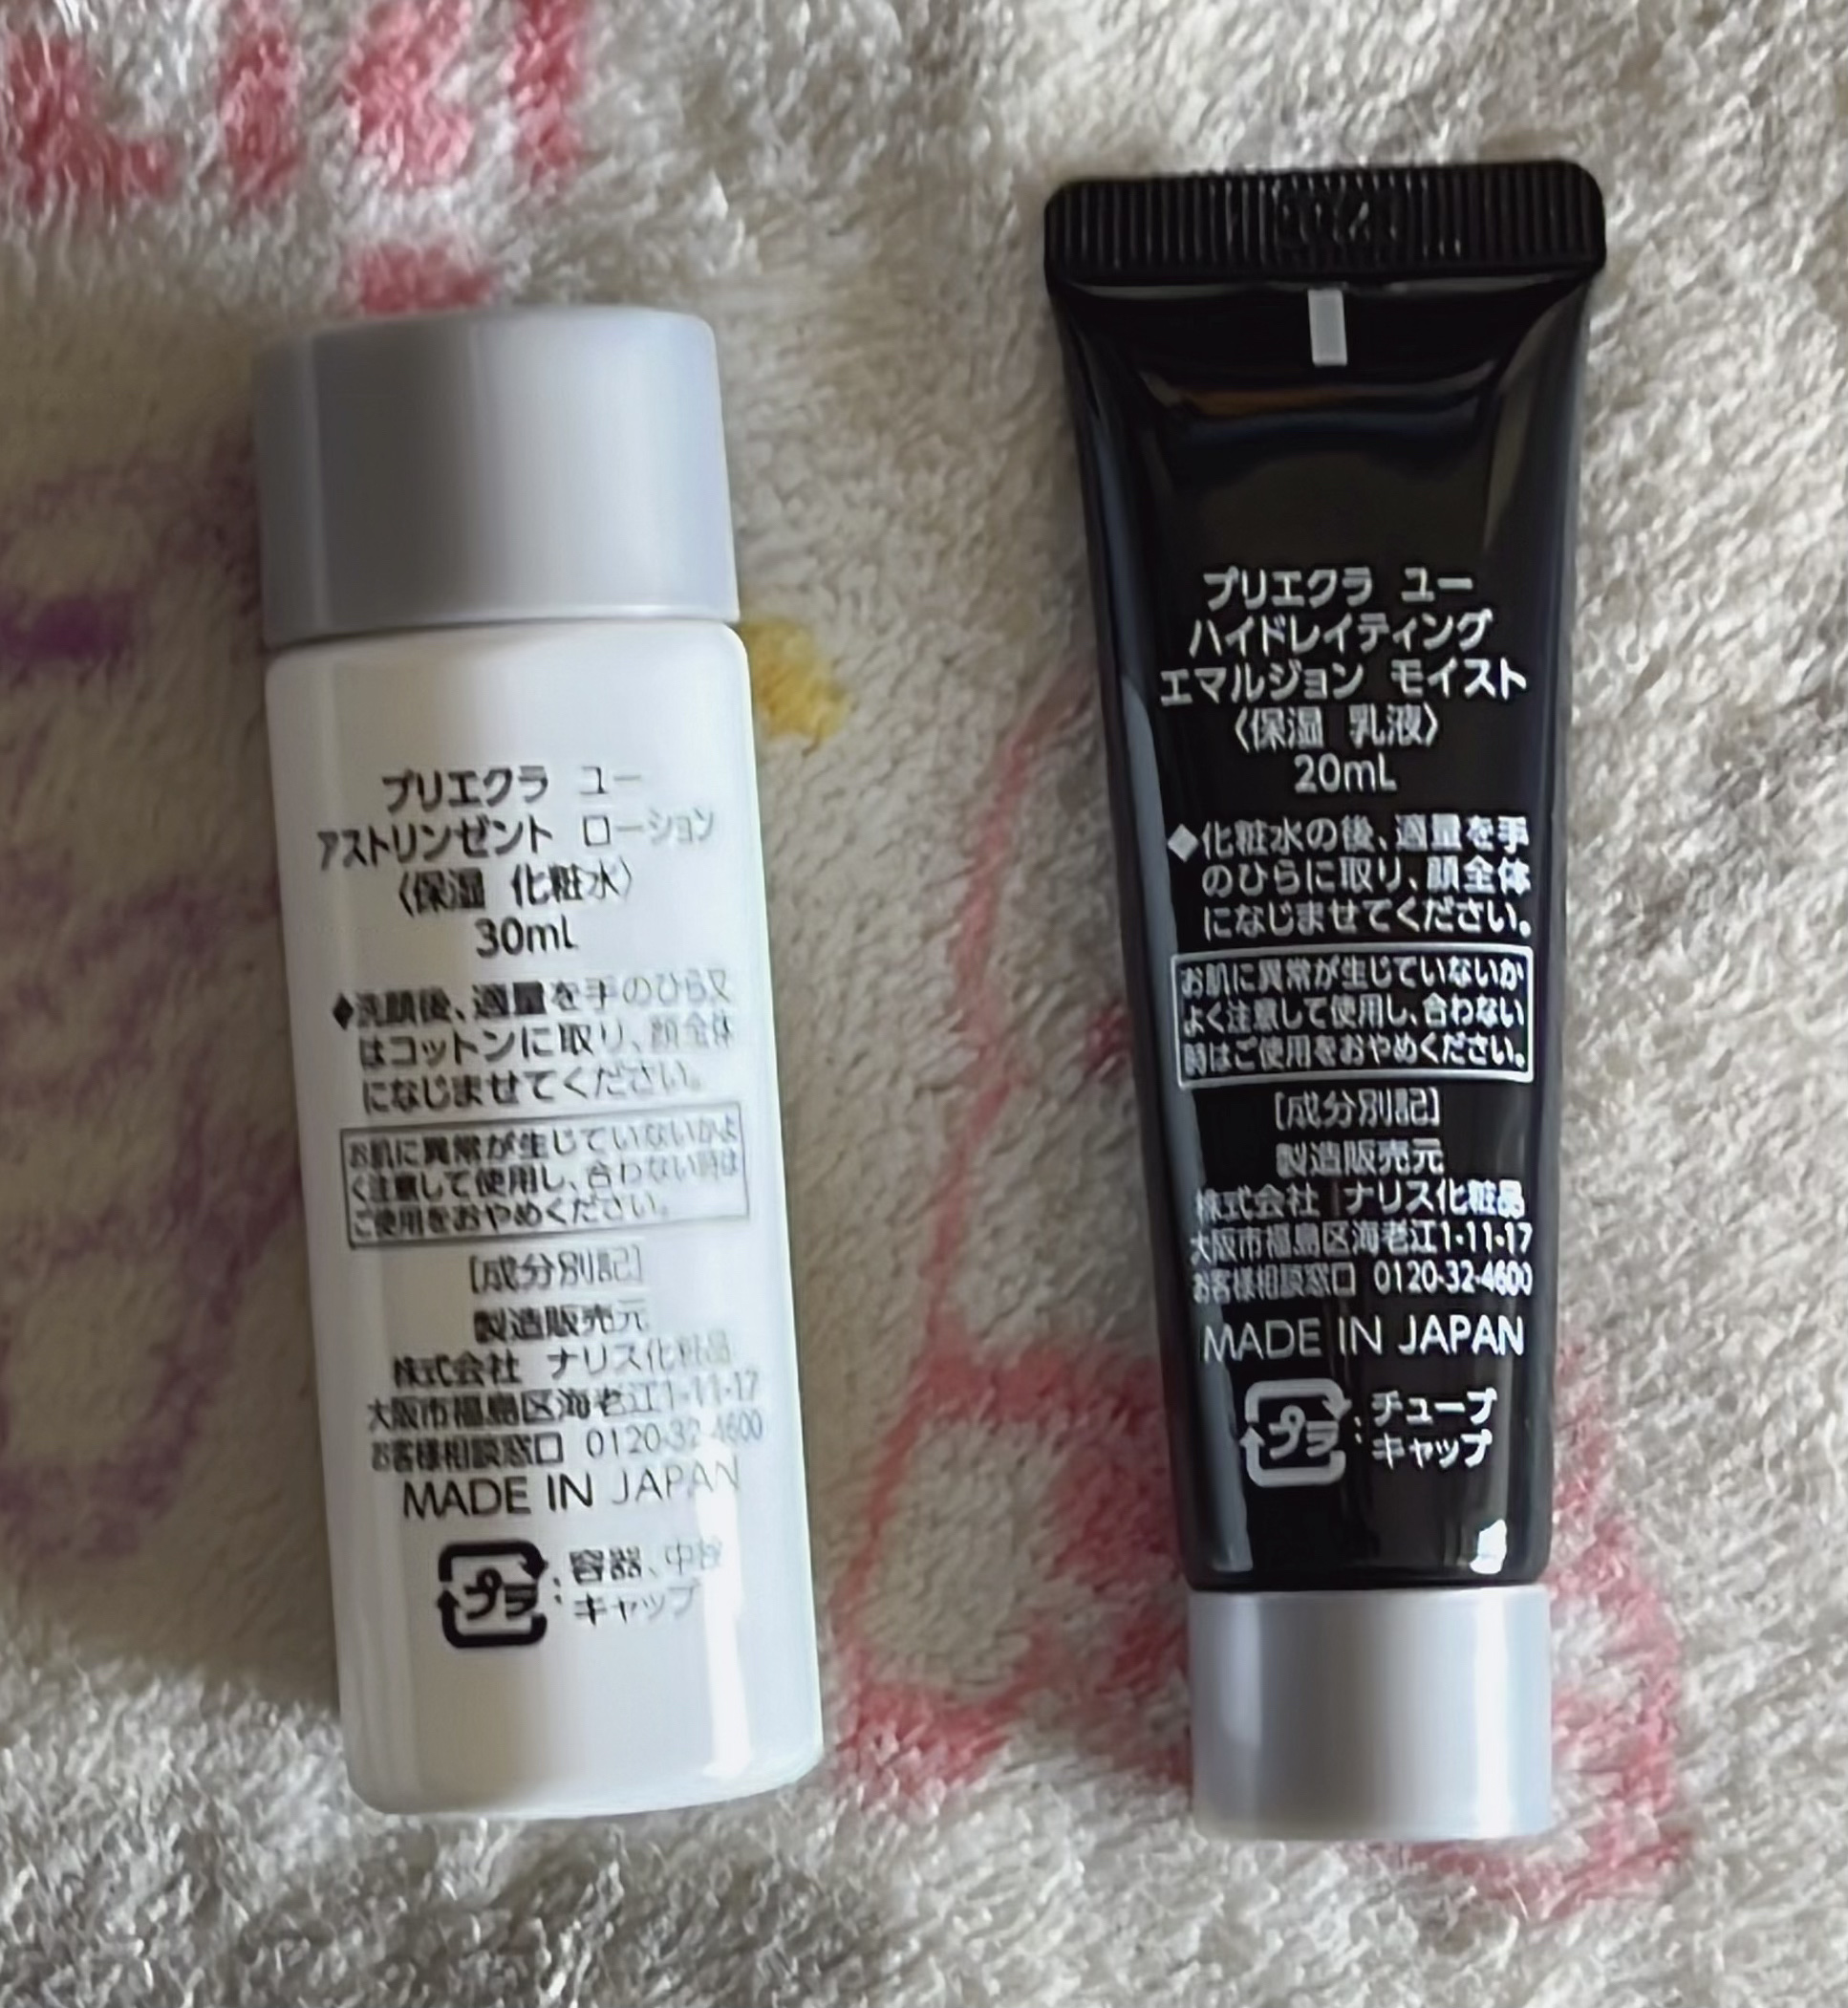 プリエクラ ユー
アストリンゼント ローション
〈保湿 化粧水〉
30mL
◆洗顔後、適量を手のひら又
はコットンに取り、顔全体
になじませてください。
お肌に異常が生じていないかよ
く注意して使用し、合わない時は
ご使用をおやめください。
[成分別記]
製造販売元
株式会社 ナリス化粧品
大阪市福島区海老江1-11-17
お客様相談窓口 0120-32-4600
MADE IN JAPAN
プラ : 容器、中栓
キャップ
プリエクラ ユー
ハイドレイティング
エマルジョン モイスト
〈保湿 乳液〉
20mL
◆化粧水の後、適量を手
のひらに取り、顔全体
になじませてください。
お肌に異常が生じていないか
よく注意して使用し、合わない
時はご使用をおやめください。
[成分別記]
製造販売元
株式会社 ナリス化粧品
大阪市福島区海老江1-11-17
お客様相談窓口 0120-32-4600
MADE IN JAPAN
プラ : チューブ
キャップ